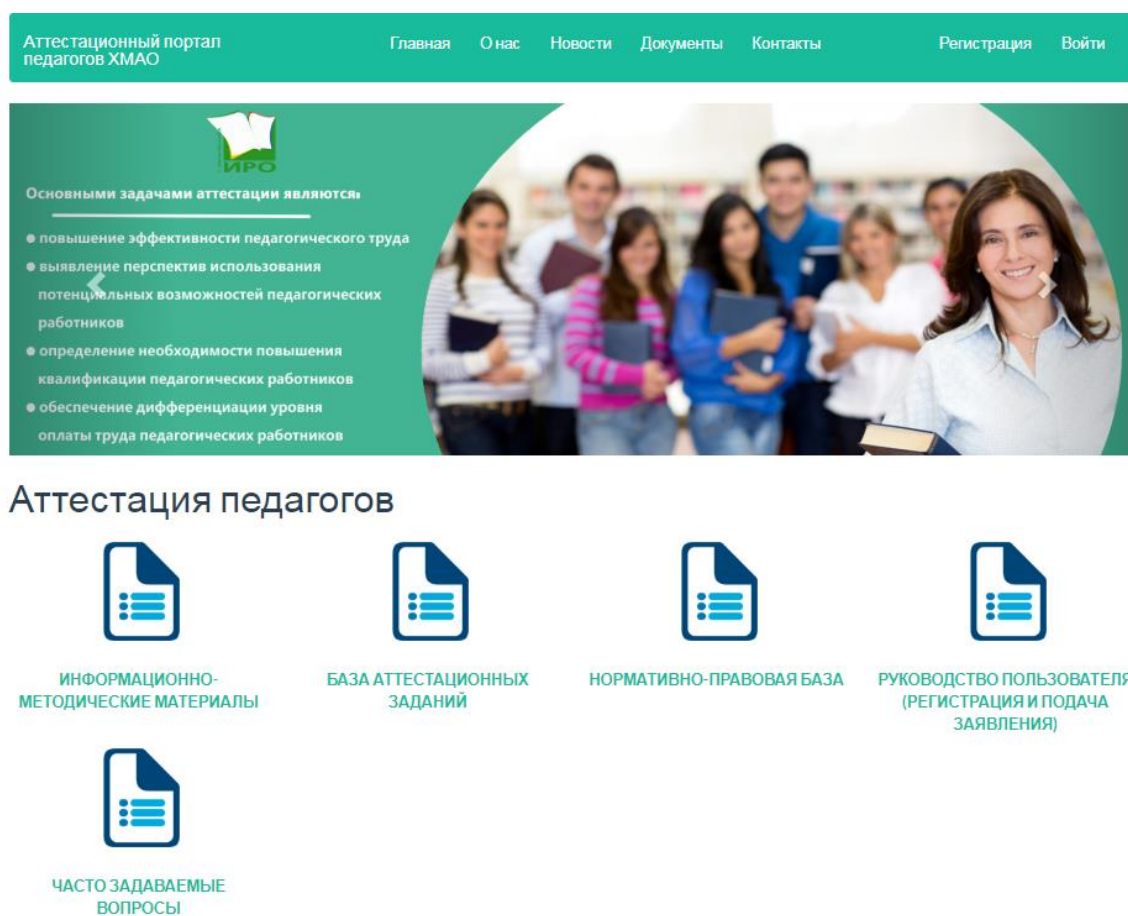 Аттестационный портал
педагогов ХМАО
Главная О нас Новости Документы Контакты Регистрация Войти
ИРО
Основными задачами аттестации являются:
повышение эффективности педагогического труда
выявление перспектив использования
потенциальных возможностей педагогических
работников
определение необходимости повышения
квалификации педагогических работников
обеспечение дифференциации уровня
оплаты труда педагогических работников
Аттестация педагогов
ИНФОРМАЦИОННО-
МЕТОДИЧЕСКИЕ МАТЕРИАЛЫ
БАЗА АТТЕСТАЦИОННЫХ
ЗАДАНИЙ
НОРМАТИВНО-ПРАВОВАЯ БАЗА
РУКОВОДСТВО ПОЛЬЗОВАТЕЛЯ
(РЕГИСТРАЦИЯ И ПОДАЧА
ЗАЯВЛЕНИЯ)
ЧАСТО ЗАДАВАЕМЫЕ
ВОПРОСЫ